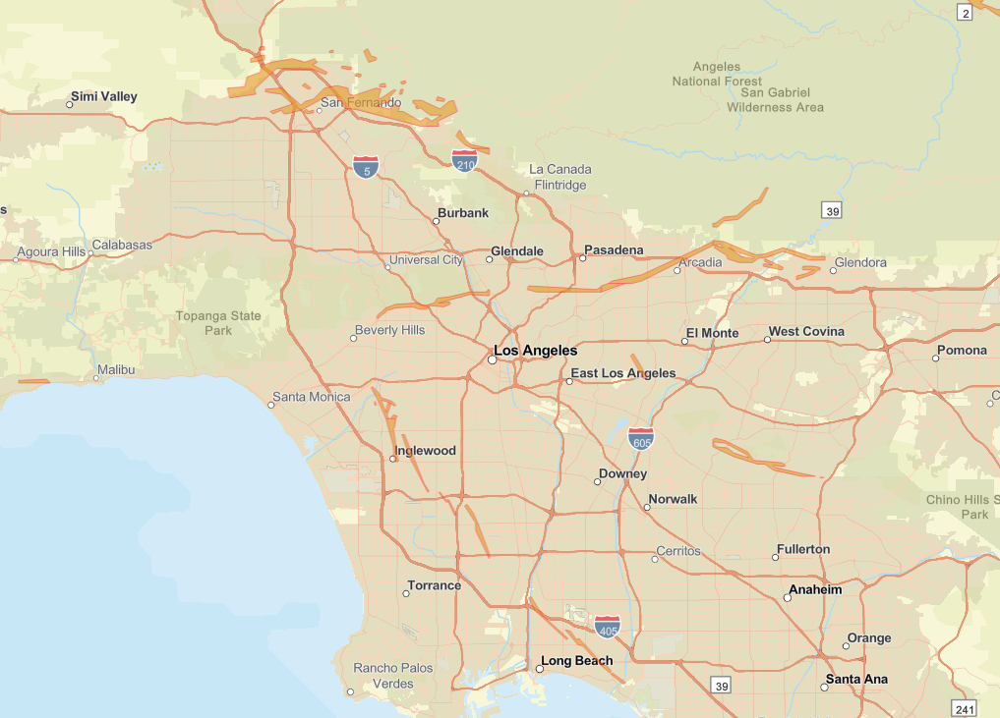 2
Angeles
National Forest
San Gabriel
Wilderness Area
Simi Valley
San Fernando
5
210
La Canada
Flintridge
39
s
Burbank
Agoura Hills
Calabasas
Universal City
Glendale
Pasadena
Arcadia
Glendora
Topanga State
Park
Beverly Hills
El Monte
West Covina
Los Angeles
Pomona
Malibu
East Los Angeles
Santa Monica
C
605
Inglewood
Downey
Norwalk
Chino Hills S
Park
Cerritos
Fullerton
Torrance
Anaheim
405
Orange
Rancho Palos
Verdes
Long Beach
39
Santa Ana
241